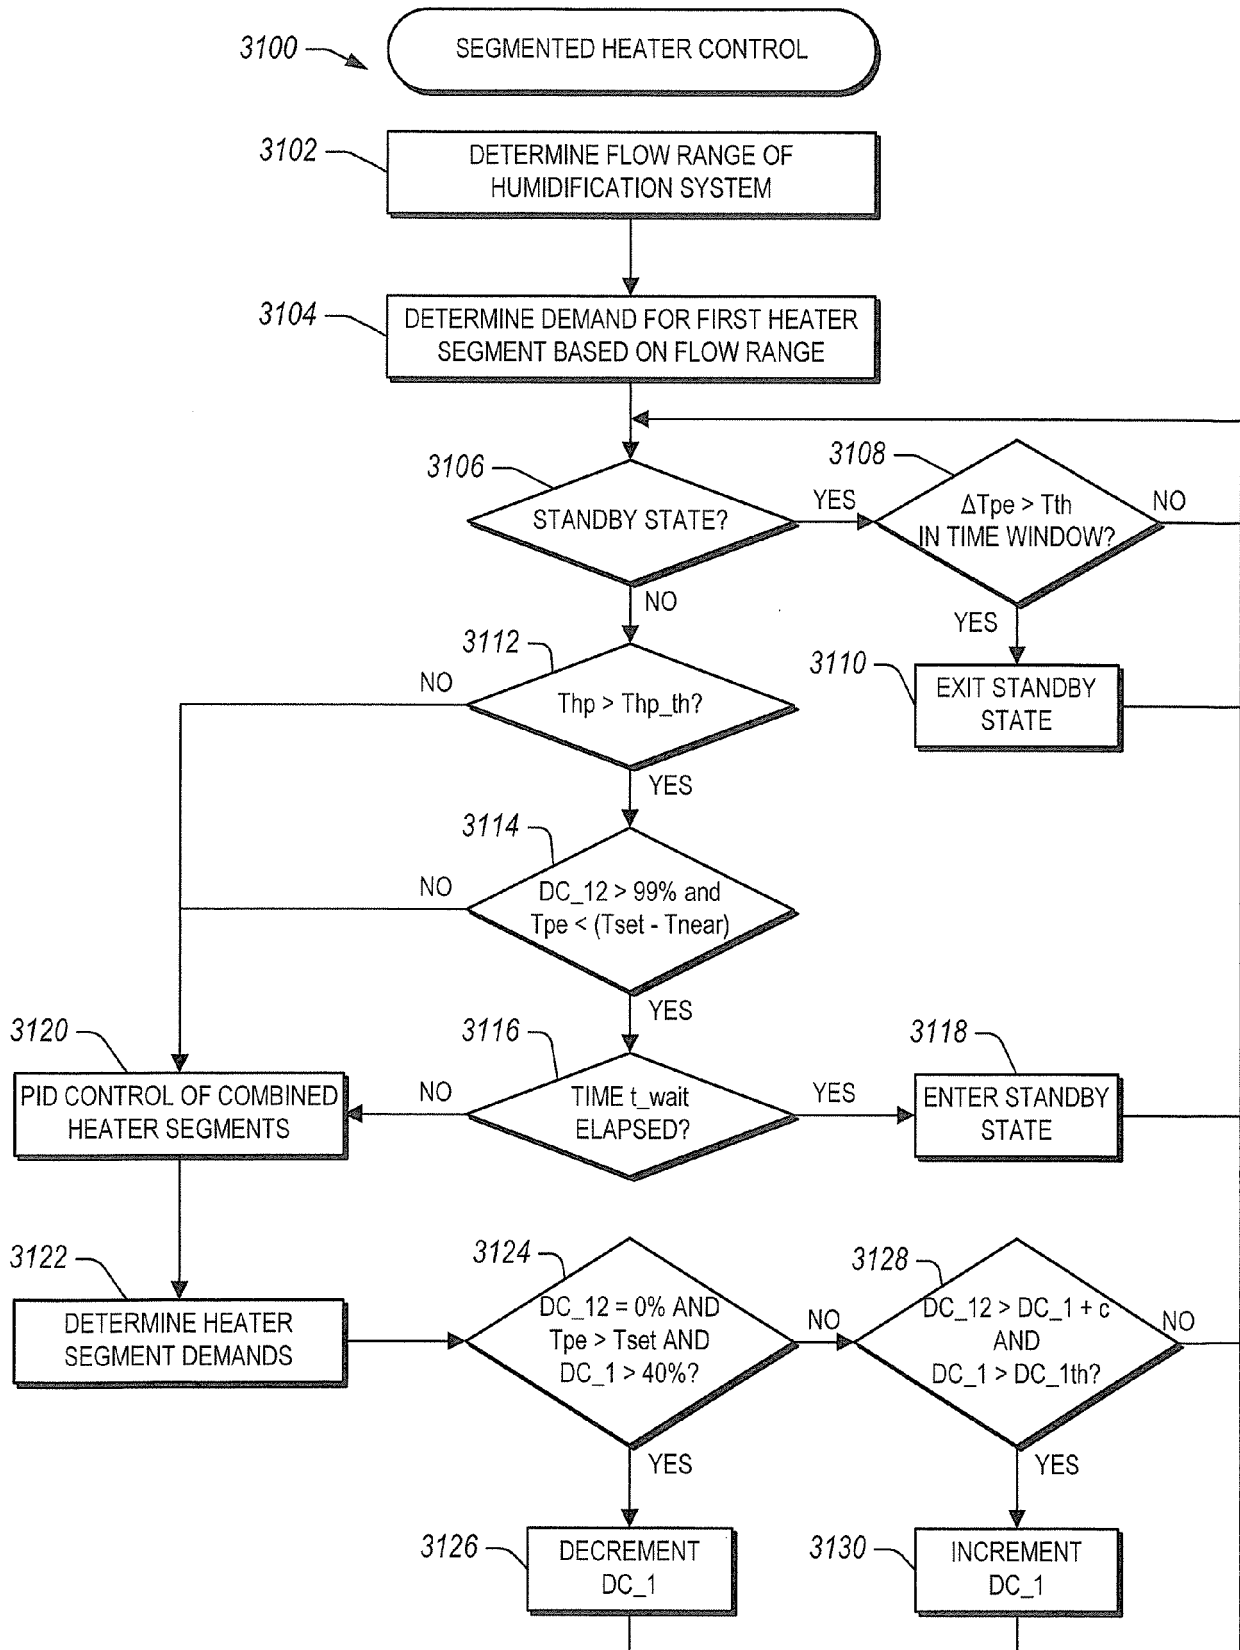 3100
SEGMENTED HEATER CONTROL
3102
DETERMINE FLOW RANGE OF
HUMIDIFICATION SYSTEM
3104
DETERMINE DEMAND FOR FIRST HEATER
SEGMENT BASED ON FLOW RANGE
3106
STANDBY STATE?
YES
NO
3108
ΔTpe > Tth
IN TIME WINDOW?
NO
YES
3110
EXIT STANDBY
STATE
3112
Thp > Thp_th?
NO
YES
3114
DC_12 > 99% and
Tpe < (Tset - Tnear)
NO
YES
3116
TIME t_wait
ELAPSED?
NO
YES
3118
ENTER STANDBY
STATE
3120
PID CONTROL OF COMBINED
HEATER SEGMENTS
3122
DETERMINE HEATER
SEGMENT DEMANDS
3124
DC_12 = 0% AND
Tpe > Tset AND
DC_1 > 40%?
NO
YES
3126
DECREMENT
DC_1
3128
DC_12 > DC_1 + c
AND
DC_1 > DC_1th?
NO
YES
3130
INCREMENT
DC_1